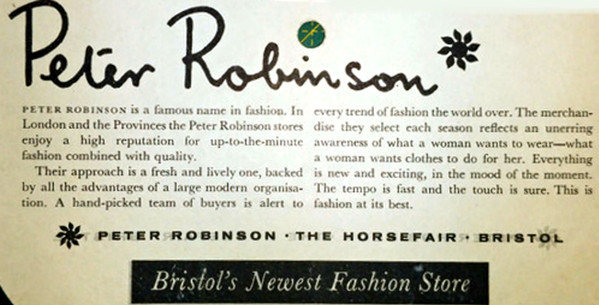 Peter Robinson
PETER ROBINSON is a famous name in fashion. In
London and the Provinces the Peter Robinson stores
enjoy a high reputation for up-to-the-minute
fashion combined with quality.
Their approach is a fresh and lively one, backed
by all the advantages of a large modern organisa-
tion. A hand-picked team of buyers is alert to
every trend of fashion the world over. The merchan-
dise they select each season reflects an unerring
awareness of what a woman wants to wear—what
a woman wants clothes to do for her. Everything
is new and exciting, in the mood of the moment.
The tempo is fast and the touch is sure. This is
fashion at its best.
PETER ROBINSON · THE HORSEFAIR · BRISTOL
Bristol's Newest Fashion Store